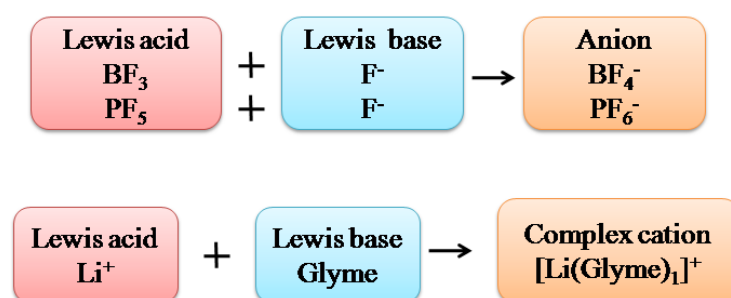 Lewis acid + Lewis base → Anion
BF₃ F⁻ BF₄⁻
PF₅ + F⁻ PF₆⁻
Lewis acid + Lewis base → Complex cation
Li⁺ Glyme [Li(Glyme)₁]⁺